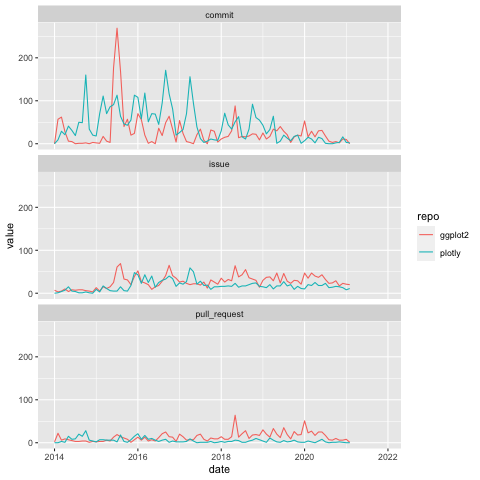 commit
200
100
0
issue
200
100
0
pull_request
200
100
0
2014
2016
2018
2020
2022
date
value
repo
ggplot2
plotly